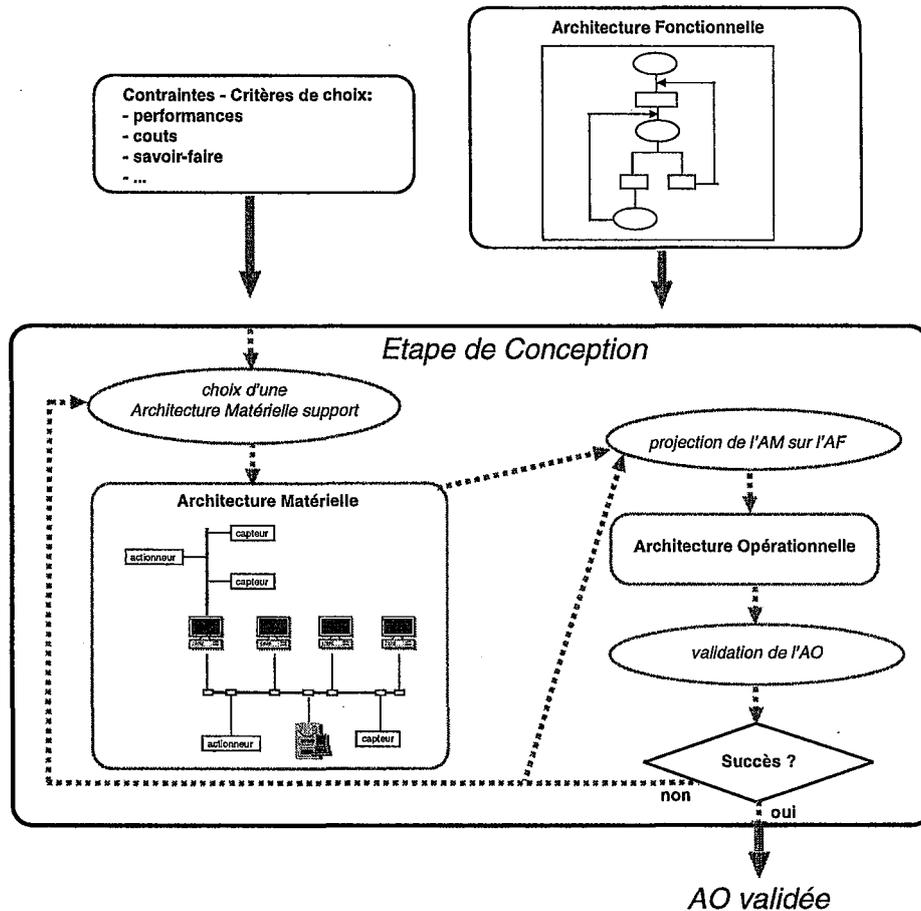 Architecture Fonctionnelle
Contraintes - Critères de choix:
- performances
- couts
- savoir-faire
- ...
Etape de Conception
choix d'une
Architecture Matérielle support
projection de l'AM sur l'AF
Architecture Matérielle
capteur
actionneur
capteur
Architecture Opérationnelle
validation de l'AO
actionneur
capteur
Succès ?
non
oui
AO validée